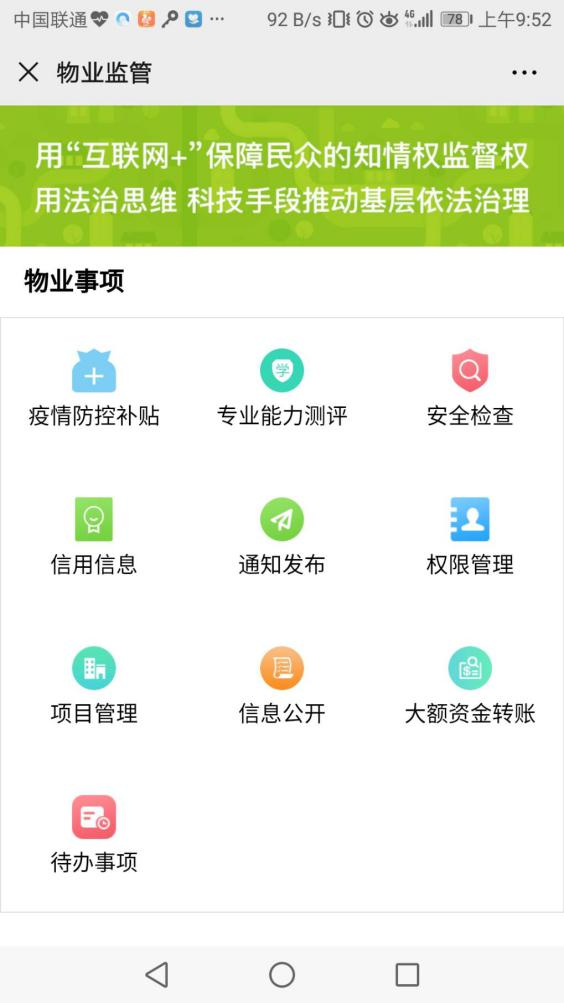 中国联通 ... 92 B/s 4G 78 上午9:52
物业监管
用“互联网+”保障民众的知情权监督权
用法治思维 科技手段推动基层依法治理
物业事项
疫情防控补贴 专业能力测评 安全检查
学
信用信息 通知发布 权限管理
项目管理 信息公开 大额资金转账
待办事项